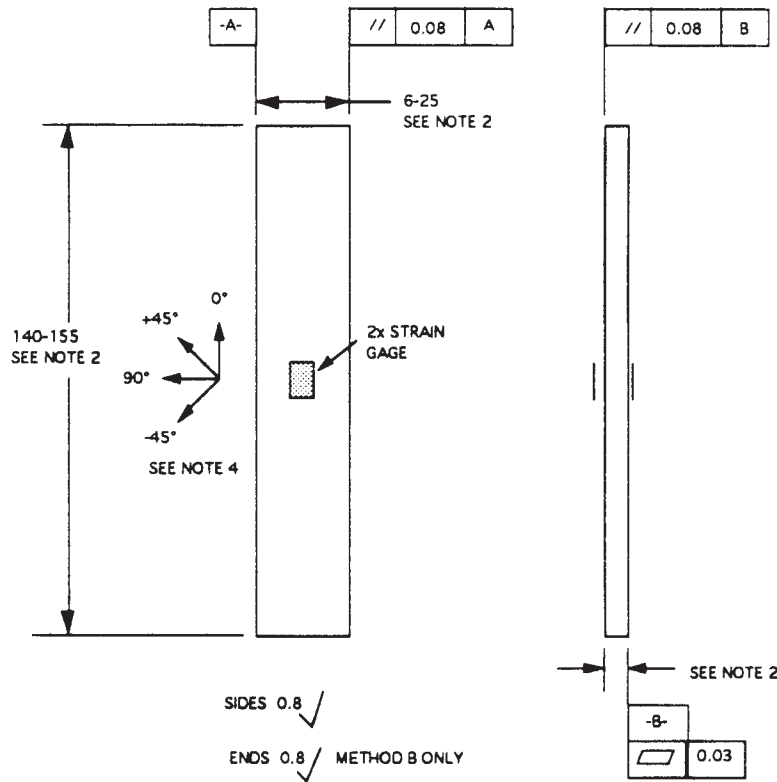 -A- // 0.08 A // 0.08 B
6-25
SEE NOTE 2
0°
+45°
140-155
SEE NOTE 2
2x STRAIN
GAGE
90°
-45°
SEE NOTE 4
SEE NOTE 2
SIDES 0.8
-B-
ENDS 0.8 METHOD B ONLY
0.03